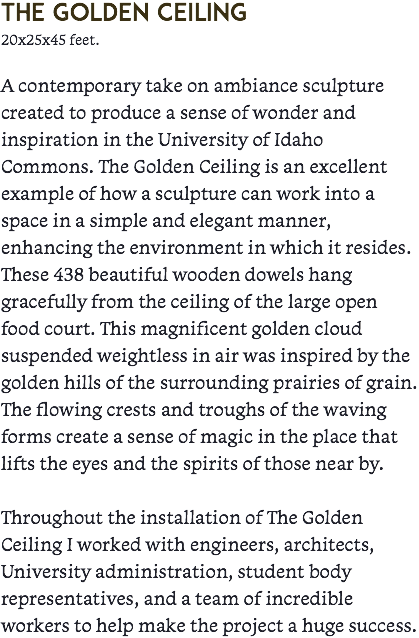 THE GOLDEN CEILING
20x25x45 feet.
A contemporary take on ambiance sculpture
created to produce a sense of wonder and
inspiration in the University of Idaho
Commons. The Golden Ceiling is an excellent
example of how a sculpture can work into a
space in a simple and elegant manner,
enhancing the environment in which it resides.
These 438 beautiful wooden dowels hang
gracefully from the ceiling of the large open
food court. This magnificent golden cloud
suspended weightless in air was inspired by the
golden hills of the surrounding prairies of grain.
The flowing crests and troughs of the waving
forms create a sense of magic in the place that
lifts the eyes and the spirits of those near by.
Throughout the installation of The Golden
Ceiling I worked with engineers, architects,
University administration, student body
representatives, and a team of incredible
workers to help make the project a huge success.